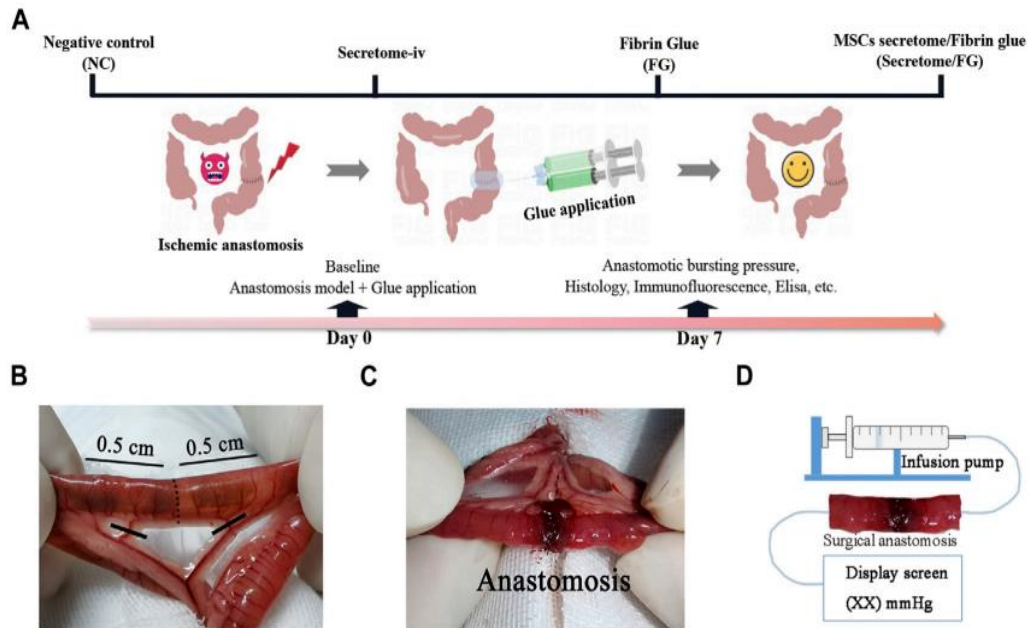 A
Negative control
(NC)
Secretome-iv
Fibrin Glue
(FG)
MSCs secretome/Fibrin glue
(Secretome/FG)
Ischemic anastomosis
Glue application
Baseline
Anastomosis model + Glue application
Anastomotic bursting pressure,
Histology, Immunofluorescence, Elisa, etc.
Day 0
Day 7
B
0.5 cm
0.5 cm
C
Anastomosis
D
Infusion pump
Surgical anastomosis
Display screen
(XX) mmHg